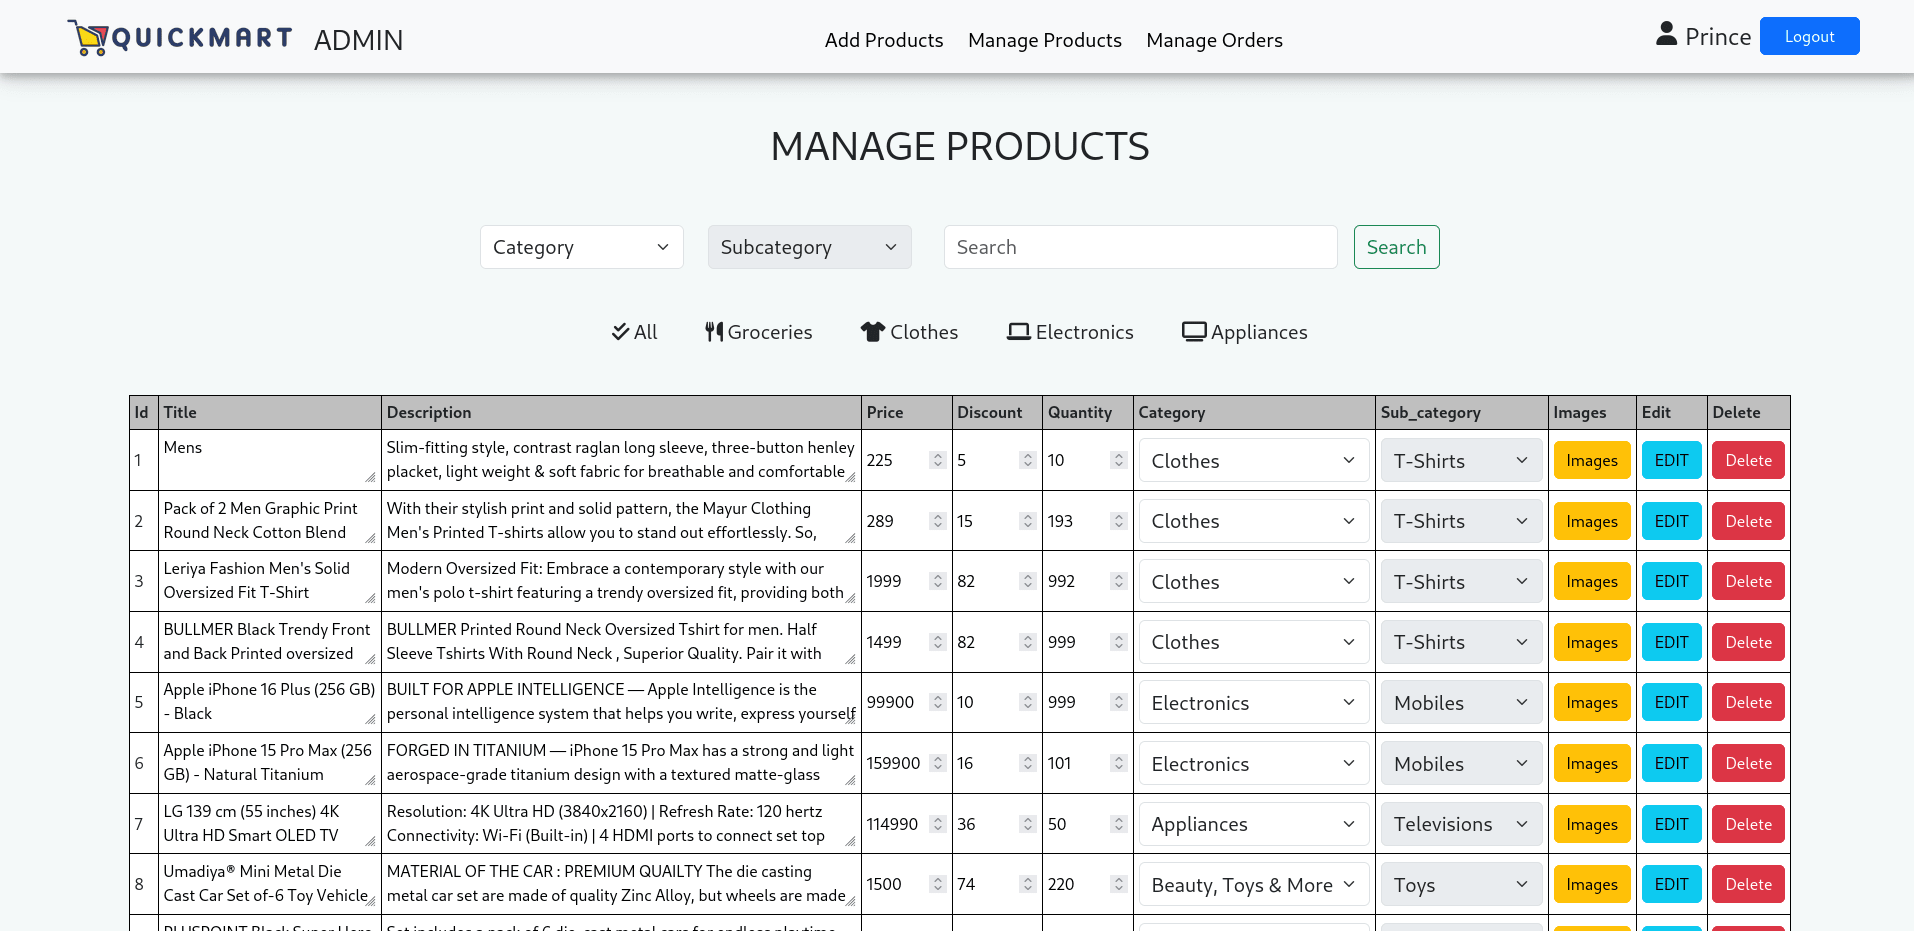 QUICKMART ADMIN
Add Products Manage Products Manage Orders
Prince Logout
MANAGE PRODUCTS
Category Subcategory Search Search
All Groceries Clothes Electronics Appliances
Id Title Description Price Discount Quantity Category Sub_category Images Edit Delete
1 Mens Slim-fitting style, contrast raglan long sleeve, three-button henley 225 5 10 Clothes T-Shirts Images EDIT Delete
placket, light weight & soft fabric for breathable and comfortable
2 Pack of 2 Men Graphic Print With their stylish print and solid pattern, the Mayur Clothing 289 15 193 Clothes T-Shirts Images EDIT Delete
Round Neck Cotton Blend Men's Printed T-shirts allow you to stand out effortlessly. So,
3 Leriya Fashion Men's Solid Modern Oversized Fit: Embrace a contemporary style with our 1999 82 992 Clothes T-Shirts Images EDIT Delete
Oversized Fit T-Shirt men's polo t-shirt featuring a trendy oversized fit, providing both
4 BULLMER Black Trendy Front BULLMER Printed Round Neck Oversized Tshirt for men. Half 1499 82 999 Clothes T-Shirts Images EDIT Delete
and Back Printed oversized Sleeve Tshirts With Round Neck , Superior Quality. Pair it with
5 Apple iPhone 16 Plus (256 GB) BUILT FOR APPLE INTELLIGENCE — Apple Intelligence is the 99900 10 999 Electronics Mobiles Images EDIT Delete
- Black personal intelligence system that helps you write, express yourself
6 Apple iPhone 15 Pro Max (256 FORGED IN TITANIUM — iPhone 15 Pro Max has a strong and light 159900 16 101 Electronics Mobiles Images EDIT Delete
GB) - Natural Titanium aerospace-grade titanium design with a textured matte-glass
7 LG 139 cm (55 inches) 4K Resolution: 4K Ultra HD (3840x2160) | Refresh Rate: 120 hertz 114990 36 50 Appliances Televisions Images EDIT Delete
Ultra HD Smart OLED TV Connectivity: Wi-Fi (Built-in) | 4 HDMI ports to connect set top
8 Umadiya® Mini Metal Die MATERIAL OF THE CAR : PREMIUM QUAILTY The die casting 1500 74 220 Beauty, Toys & More Toys Images EDIT Delete
Cast Car Set of-6 Toy Vehicle metal car set are made of quality Zinc Alloy, but wheels are made